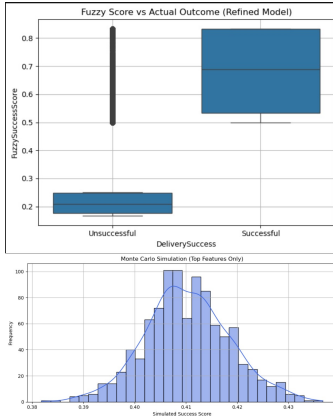 Fuzzy Score vs Actual Outcome (Refined Model)
FuzzySuccessScore
0.8
0.7
0.6
0.5
0.4
0.3
0.2
Unsuccessful Successful
DeliverySuccess
Monte Carlo Simulation (Top Features Only)
Frequency
100
80
60
40
20
0
0.38 0.39 0.40 0.41 0.42 0.43
Simulated Success Score